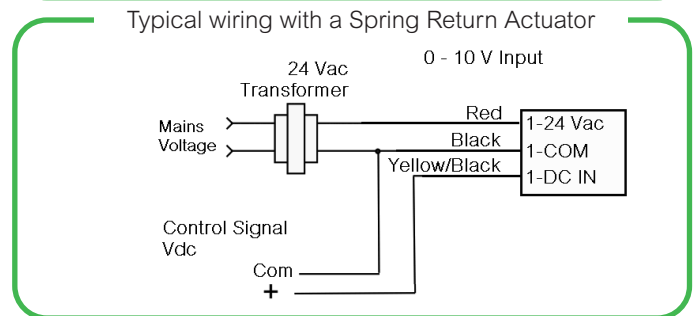 Typical wiring with a Spring Return Actuator
0 - 10 V Input
24 Vac
Transformer
Mains
Voltage
Red
Black
Yellow/Black
1-24 Vac
1-COM
1-DC IN
Control Signal
Vdc
Com
+